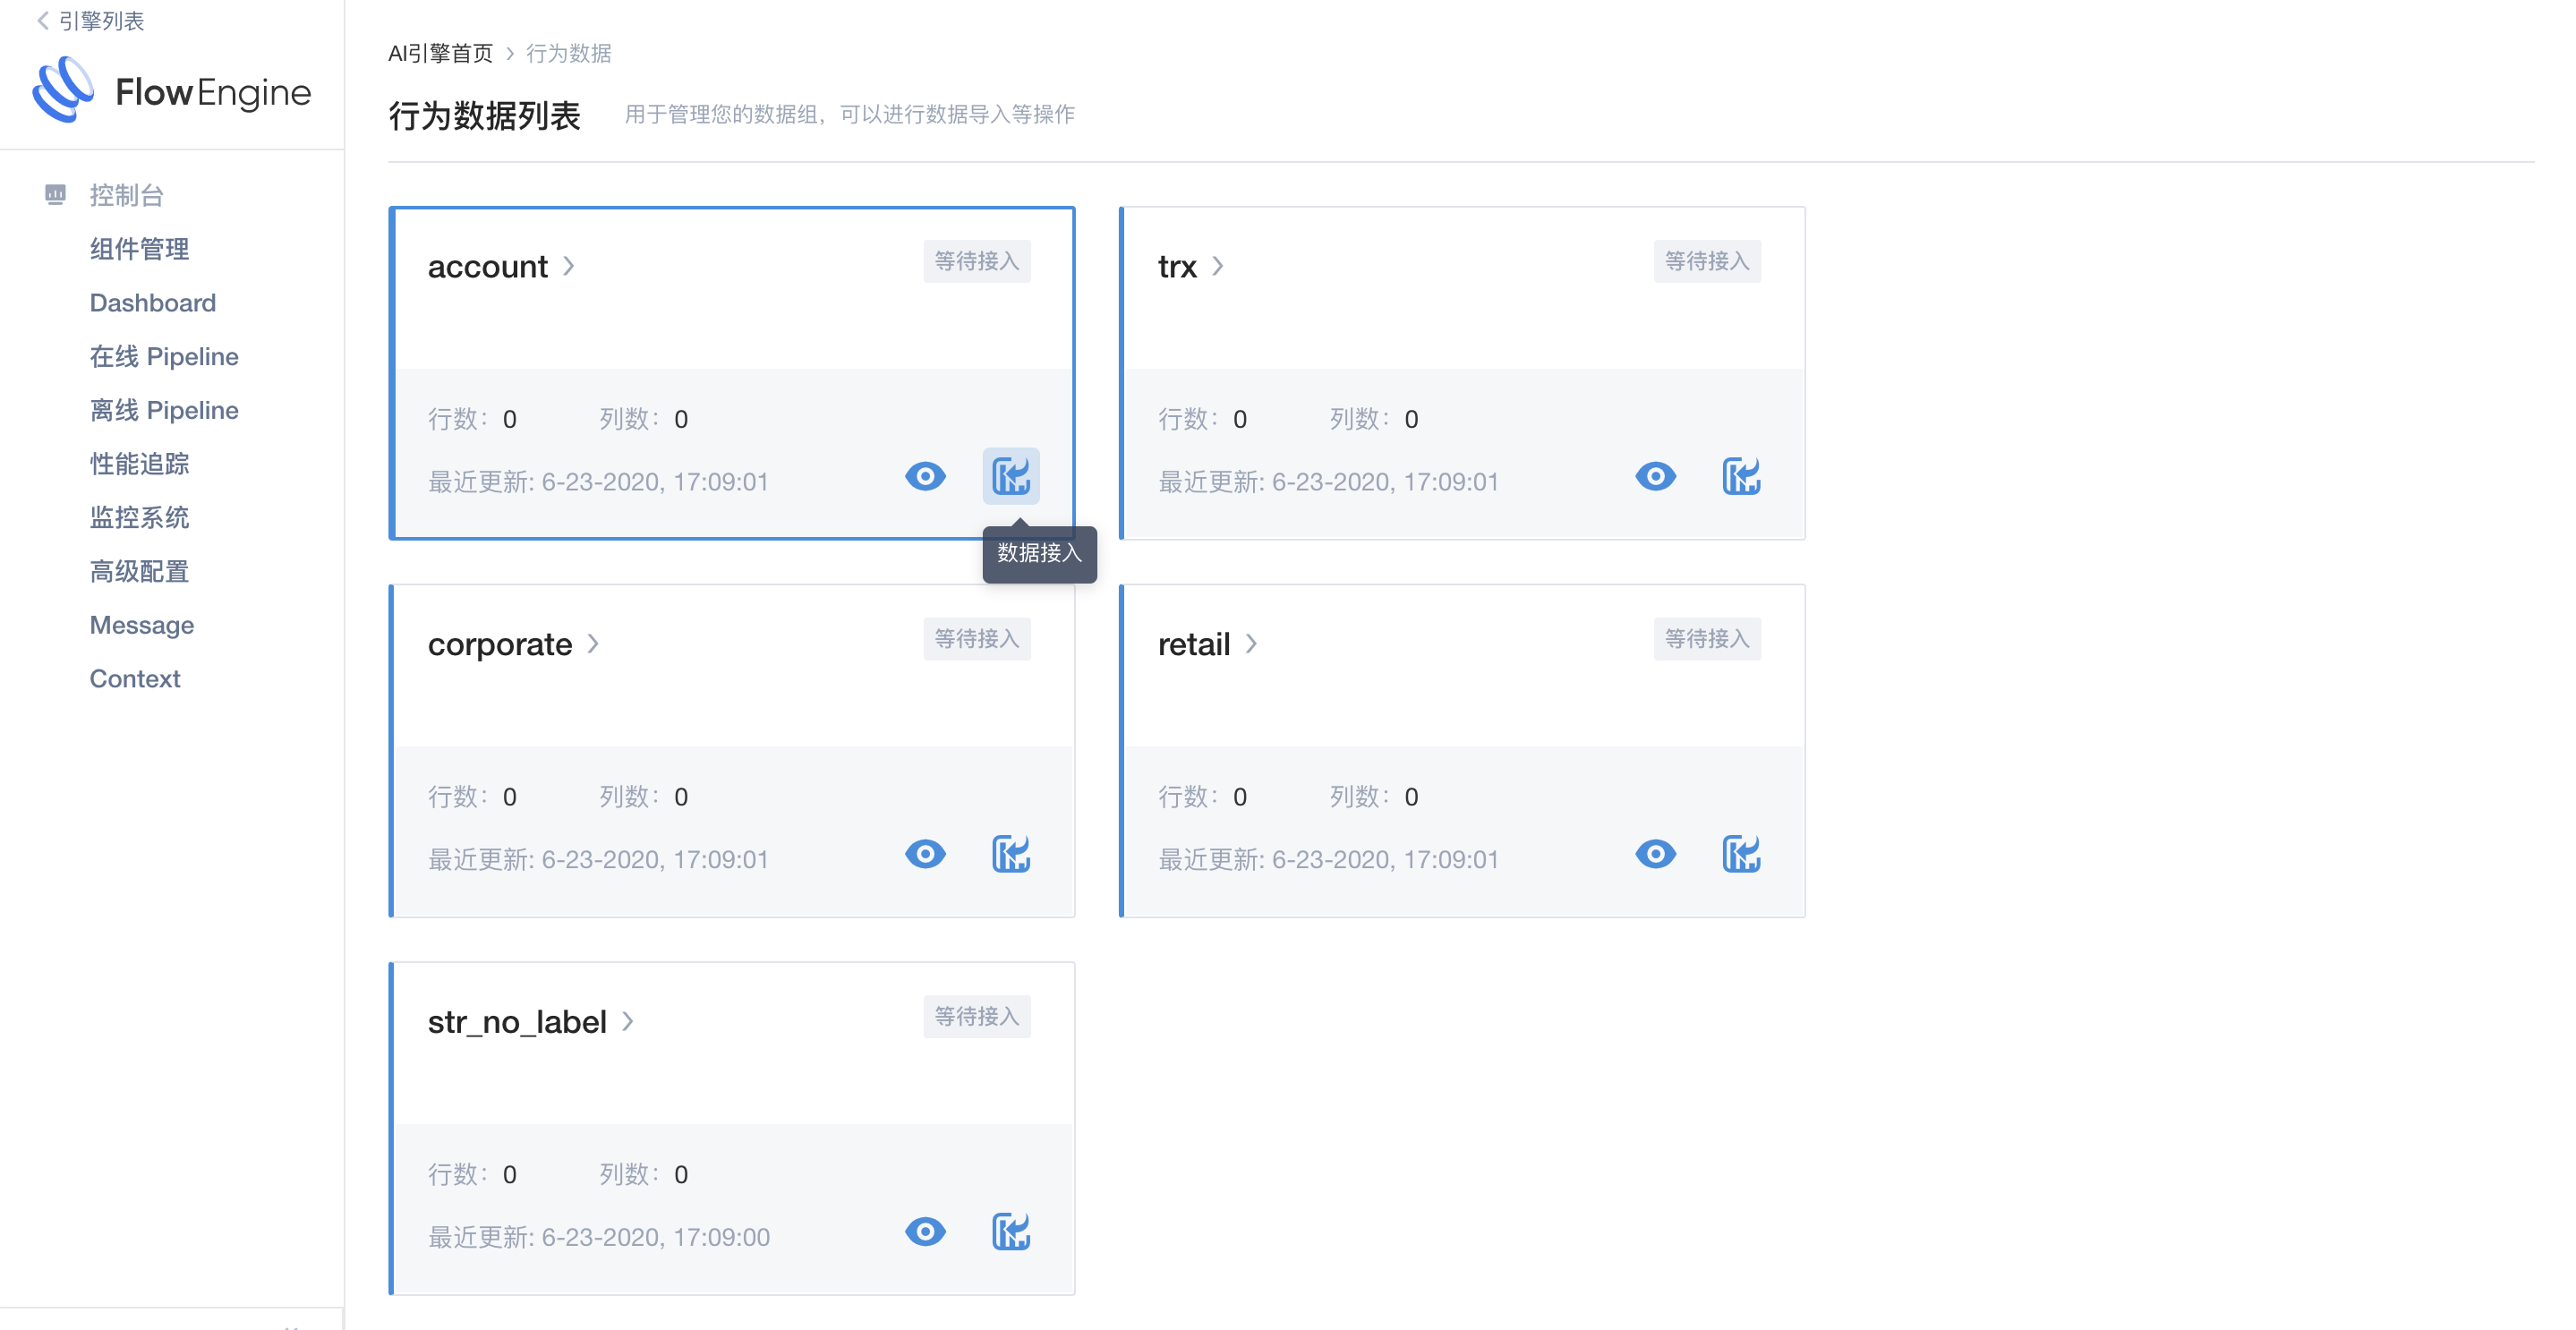 引擎列表
FlowEngine
控制台
组件管理
Dashboard
在线 Pipeline
离线 Pipeline
性能追踪
监控系统
高级配置
Message
Context
AI引擎首页 > 行为数据
行为数据列表 用于管理您的数据组，可以进行数据导入等操作
account 等待接入
行数：0 列数：0
最近更新: 6-23-2020, 17:09:01
数据接入
trx 等待接入
行数：0 列数：0
最近更新: 6-23-2020, 17:09:01
corporate 等待接入
行数：0 列数：0
最近更新: 6-23-2020, 17:09:01
retail 等待接入
行数：0 列数：0
最近更新: 6-23-2020, 17:09:01
str_no_label 等待接入
行数：0 列数：0
最近更新: 6-23-2020, 17:09:00